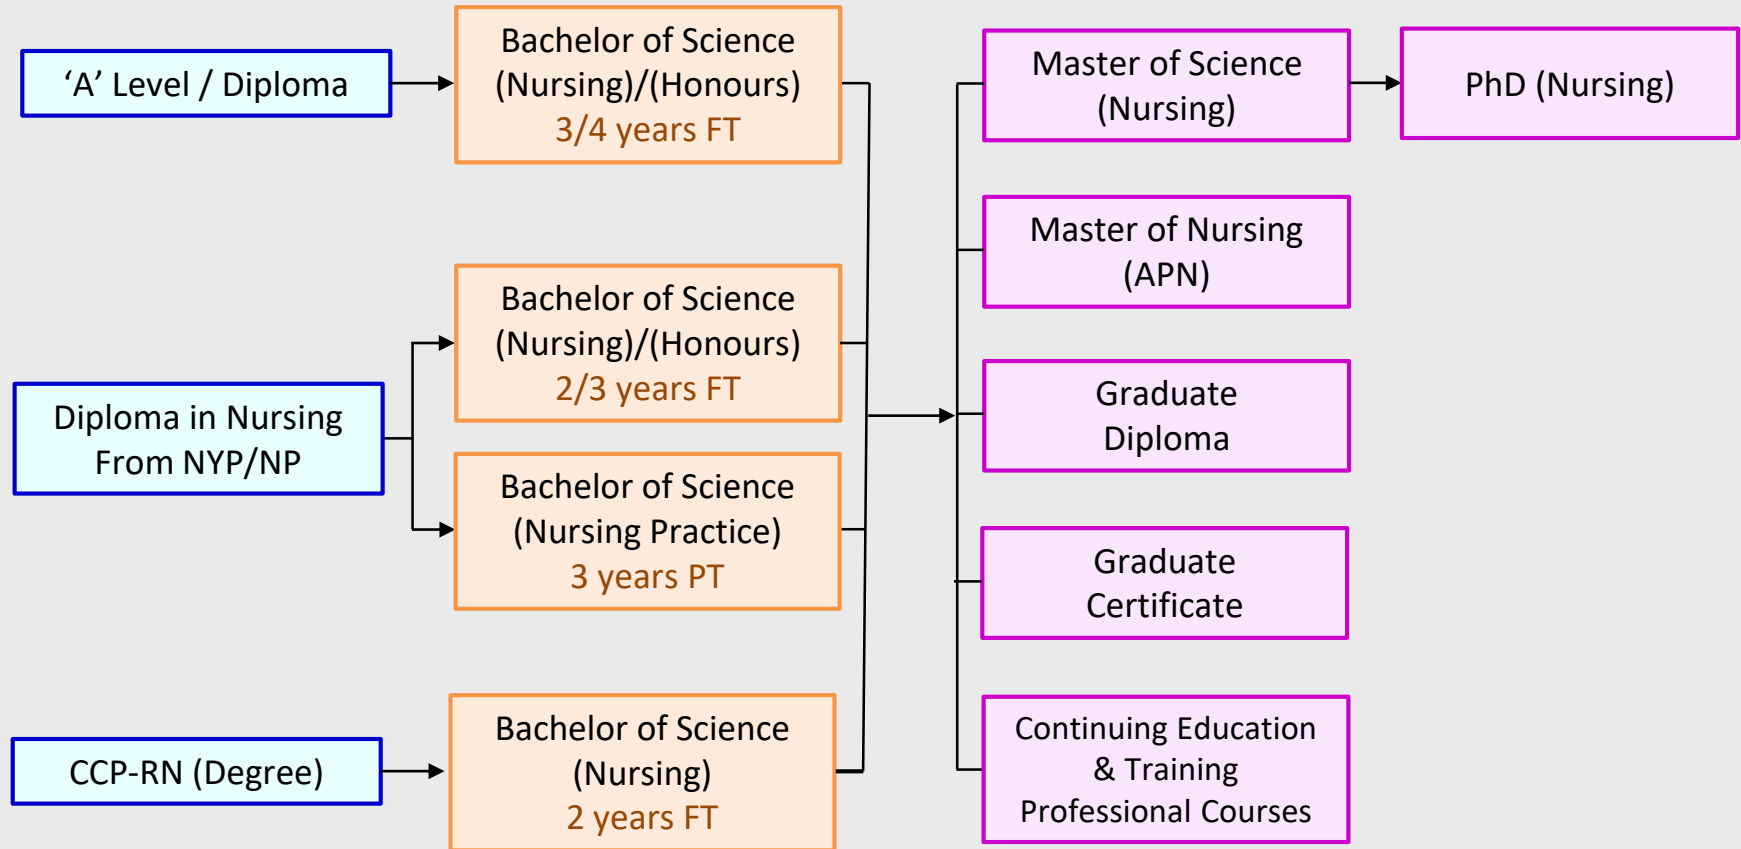 ‘A’ Level / Diploma
Bachelor of Science
(Nursing)/(Honours)
3/4 years FT
Master of Science
(Nursing)
PhD (Nursing)
Master of Nursing
(APN)
Diploma in Nursing
From NYP/NP
Bachelor of Science
(Nursing)/(Honours)
2/3 years FT
Bachelor of Science
(Nursing Practice)
3 years PT
Graduate
Diploma
Graduate
Certificate
CCP-RN (Degree)
Bachelor of Science
(Nursing)
2 years FT
Continuing Education
& Training
Professional Courses